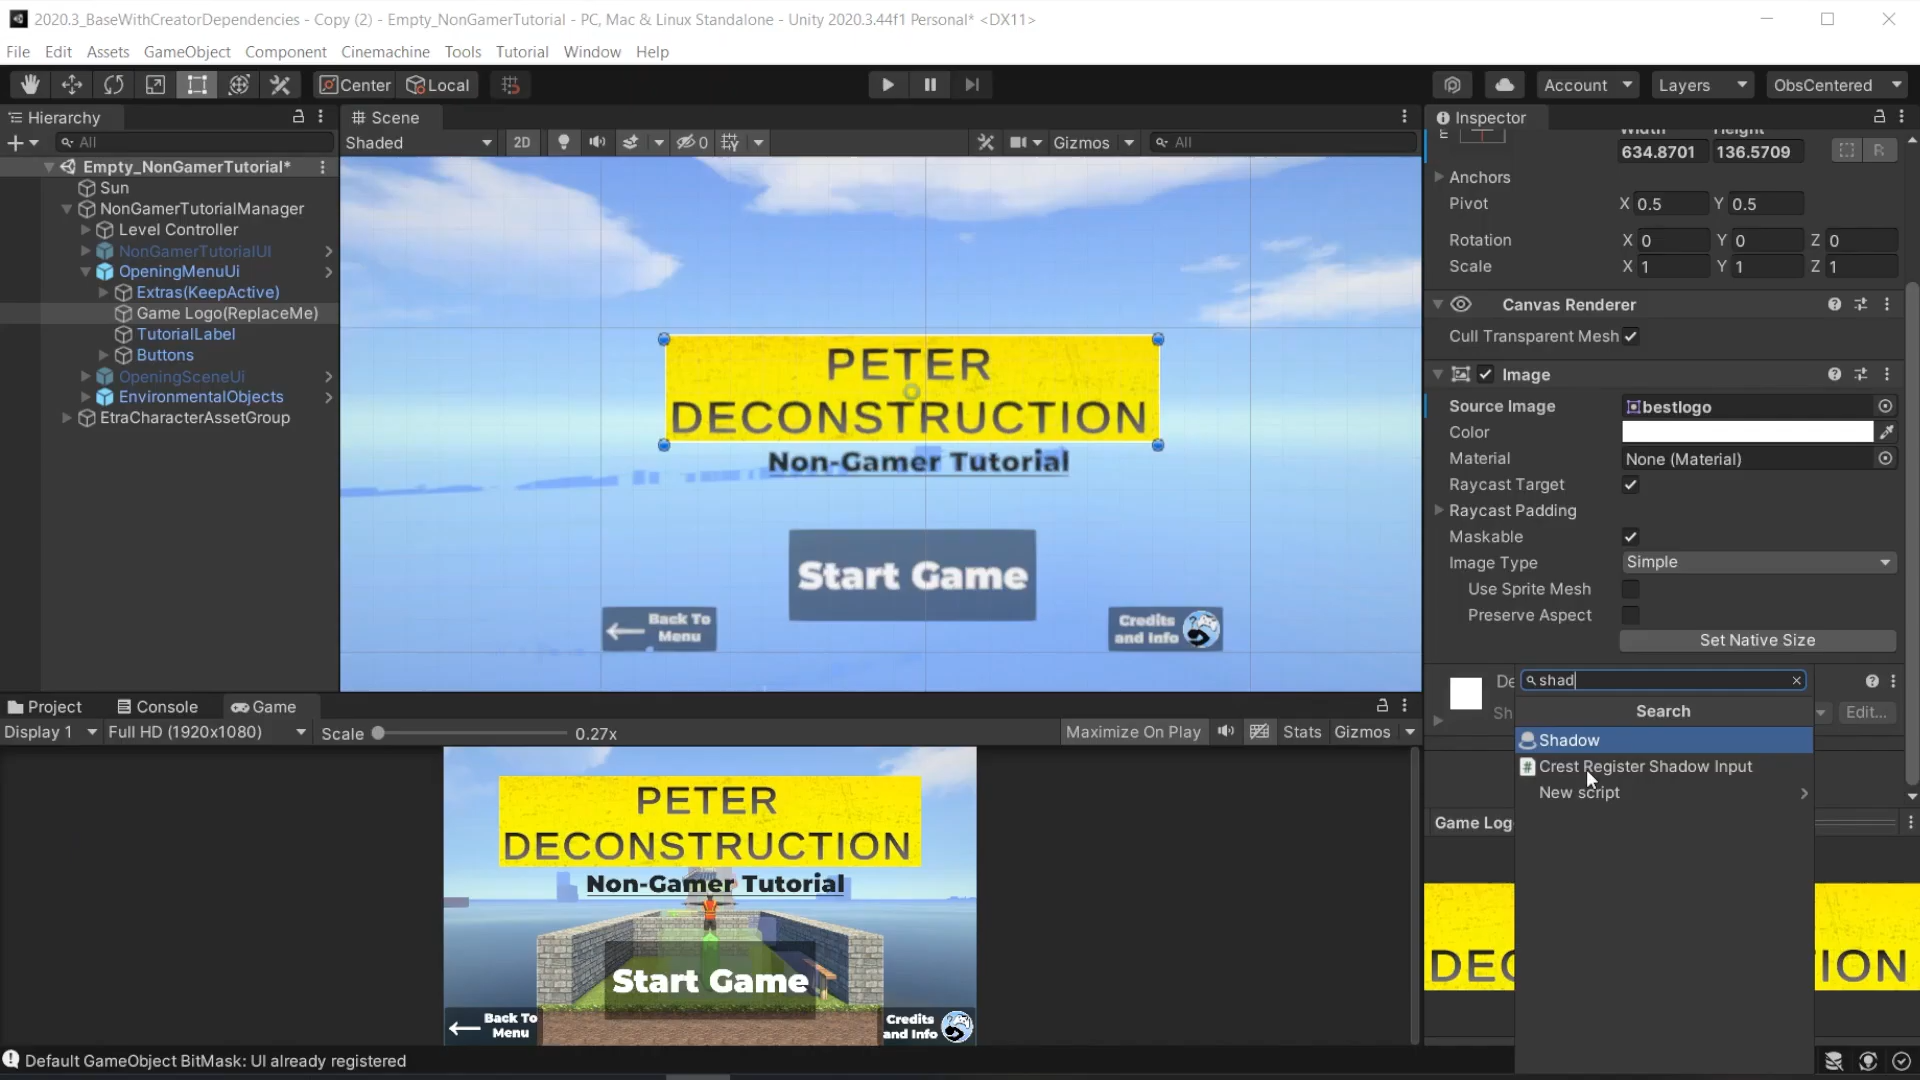 2020.3_BaseWithCreatorDependencies - Copy (2) - Empty_NonGamerTutorial - PC, Mac & Linux Standalone - Unity 2020.3.44f1 Personal* <DX11>
File Edit Assets GameObject Component Cinemachine Tools Tutorial Window Help
Center Local Account Layers ObsCentered
Hierarchy
All
Empty_NonGamerTutorial*
Sun
NonGamerTutorialManager
Level Controller
NonGamerTutorialUI
OpeningMenuUi
Extras(KeepActive)
Game Logo(ReplaceMe)
TutorialLabel
Buttons
OpeningSceneUi
EnvironmentalObjects
EtraCharacterAssetGroup
Scene
Shaded 2D 0 Gizmos All
PETER
DECONSTRUCTION
Non-Gamer Tutorial
Start Game
Back To
Menu
Credits
and Info
Project Console Game
Display 1 Full HD (1920x1080) Scale 0.27x Maximize On Play Stats Gizmos
PETER
DECONSTRUCTION
Non-Gamer Tutorial
Start Game
Back To
Menu
Credits
and Info
Inspector
Width Height
634.8701 136.5709 R
Anchors
Pivot X 0.5 Y 0.5
Rotation X 0 Y 0 Z 0
Scale X 1 Y 1 Z 1
Canvas Renderer
Cull Transparent Mesh
Image
Source Image bestlogo
Color
Material None (Material)
Raycast Target
Raycast Padding
Maskable
Image Type Simple
Use Sprite Mesh
Preserve Aspect
Set Native Size
De shad
Search
Sh Edit...
Shadow
Crest Register Shadow Input
New script
Game Log
DEC ION
Default GameObject BitMask: UI already registered